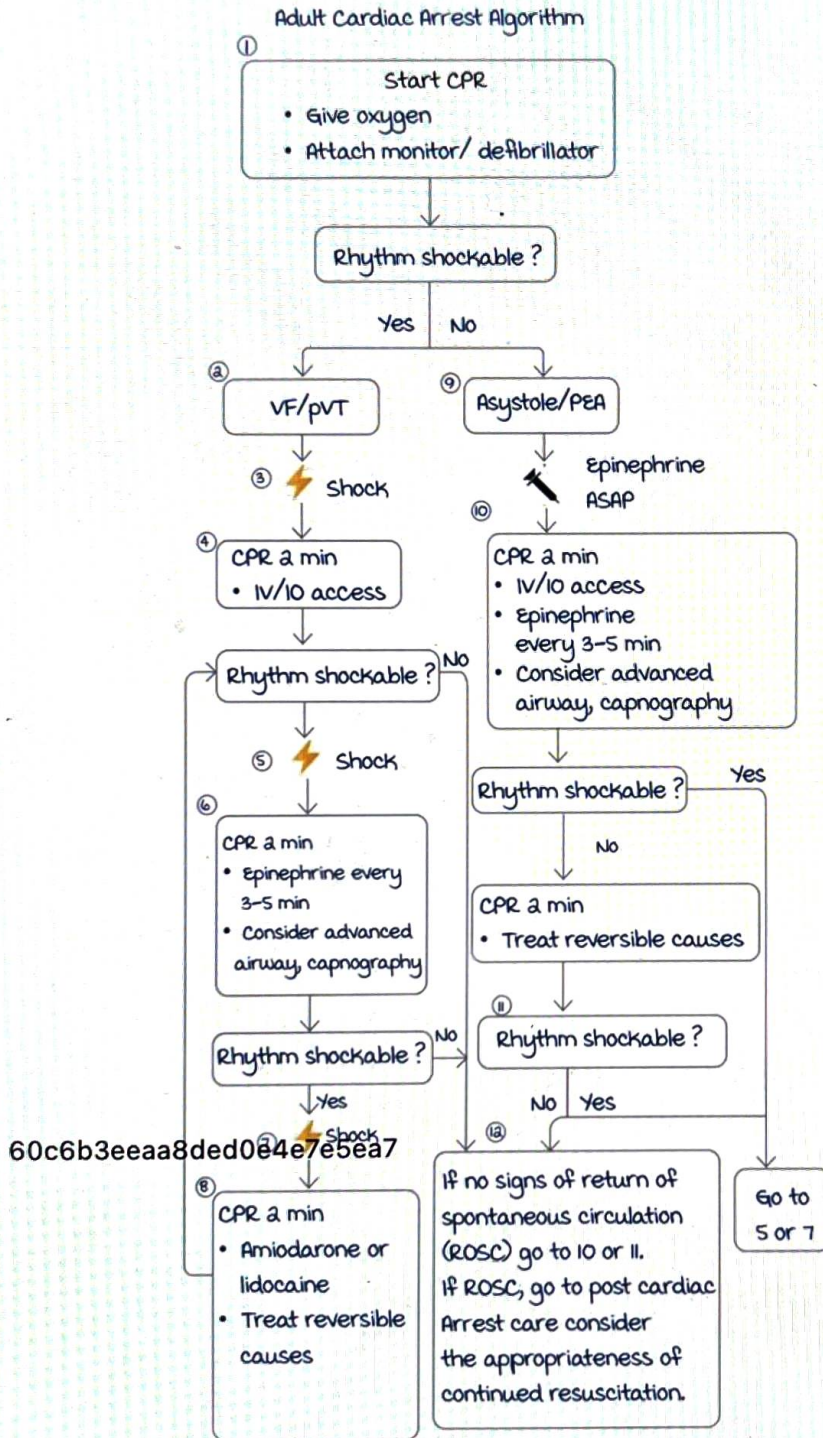 Adult Cardiac Arrest Algorithm
①
Start CPR
• Give oxygen
• Attach monitor/ defibrillator
Rhythm shockable ?
Yes No
②
VF/pVT
③ Shock
④
CPR 2 min
• IV/IO access
Rhythm shockable ? No
⑤ Shock
⑥
CPR 2 min
• Epinephrine every
3-5 min
• Consider advanced
airway, capnography
Rhythm shockable ? No
Yes
Shock
60c6b3eeaa8ded0e4e7e5ea7
⑧
CPR 2 min
• Amiodarone or
lidocaine
• Treat reversible
causes
⑨
Asystole/PEA
Epinephrine
ASAP
⑩
CPR 2 min
• IV/IO access
• Epinephrine
every 3-5 min
• Consider advanced
airway, capnography
Rhythm shockable ? Yes
No
CPR 2 min
• Treat reversible causes
⑪
Rhythm shockable ?
No Yes
⑫
If no signs of return of
spontaneous circulation
(ROSC) go to 10 or 11.
If ROSC, go to post cardiac
Arrest care consider
the appropriateness of
continued resuscitation.
Go to
5 or 7